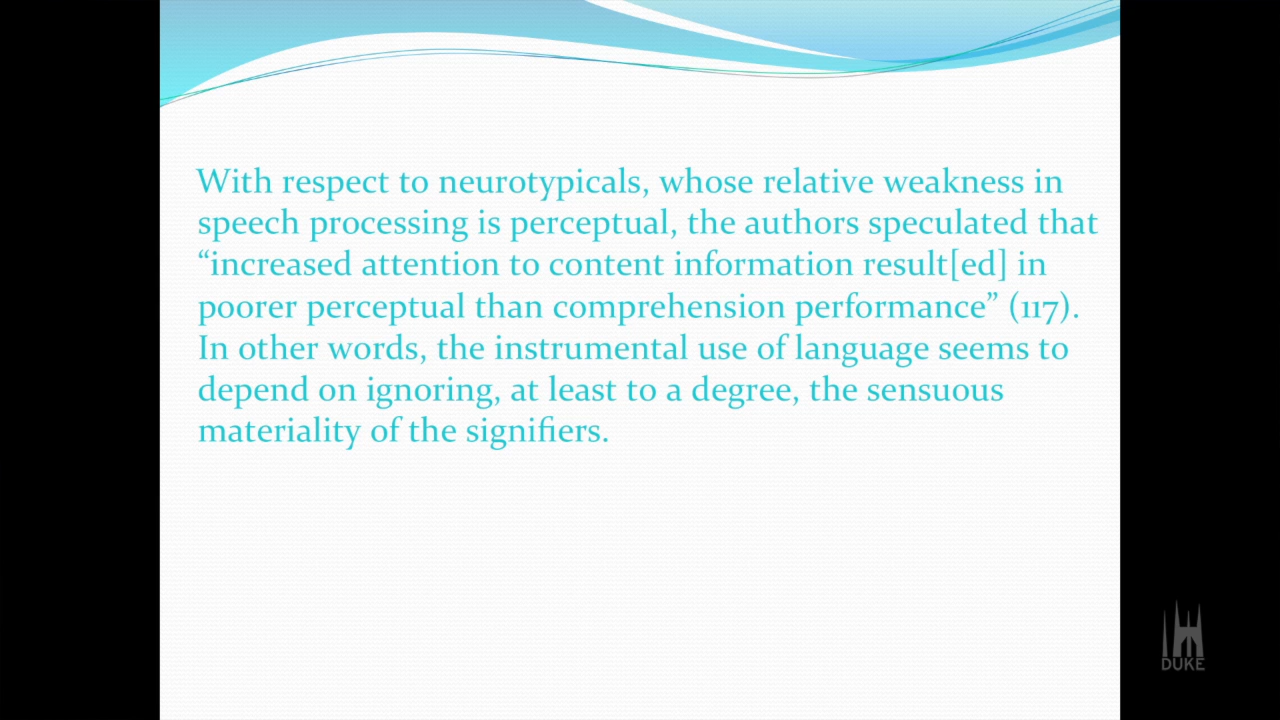 With respect to neurotypicals, whose relative weakness in
speech processing is perceptual, the authors speculated that
“increased attention to content information result[ed] in
poorer perceptual than comprehension performance” (117).
In other words, the instrumental use of language seems to
depend on ignoring, at least to a degree, the sensuous
materiality of the signifiers.
DUKE